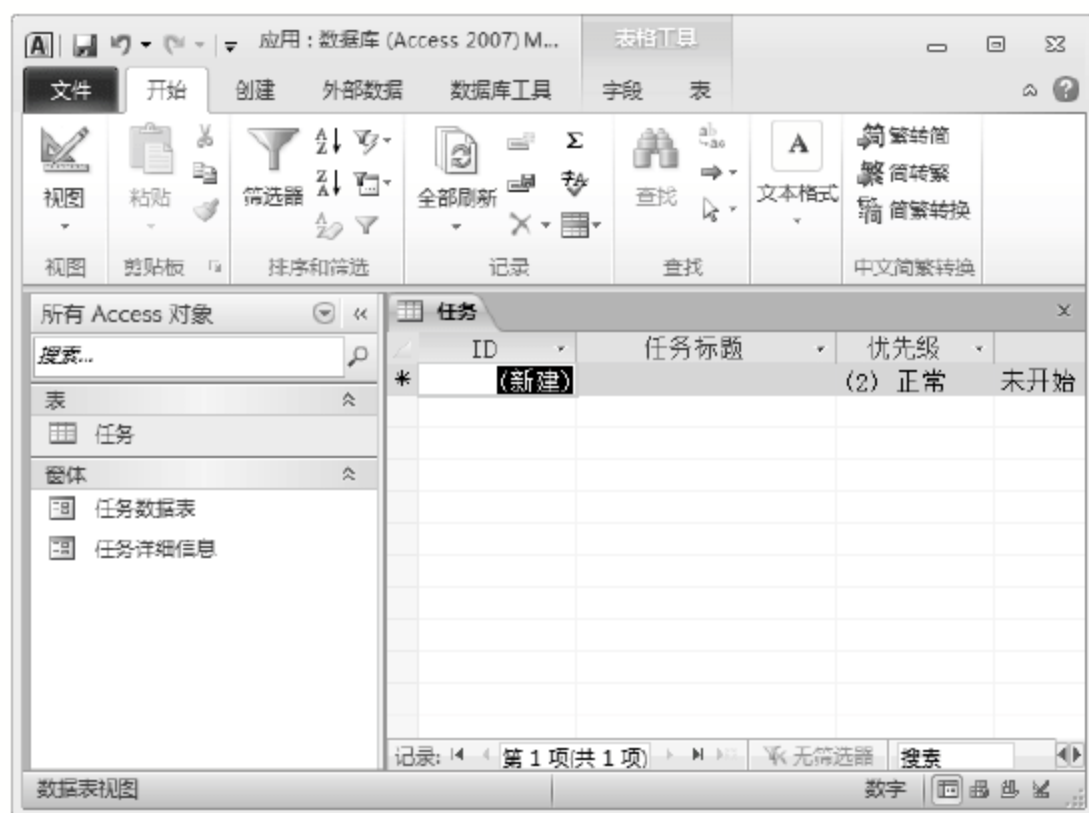 应用：数据库 (Access 2007) M...
表格工具
文件 开始 创建 外部数据 数据库工具 字段 表
视图 粘贴 筛选器 全部刷新 查找 文本格式 繁转简
简转繁
简繁转换
视图 剪贴板 排序和筛选 记录 查找 中文简繁转换
所有 Access 对象
搜索...
表
任务
窗体
任务数据表
任务详细信息
任务
ID 任务标题 优先级
(新建) (2) 正常 未开始
记录: 第 1 项(共 1 项) 无筛选器 搜索
数据表视图 数字